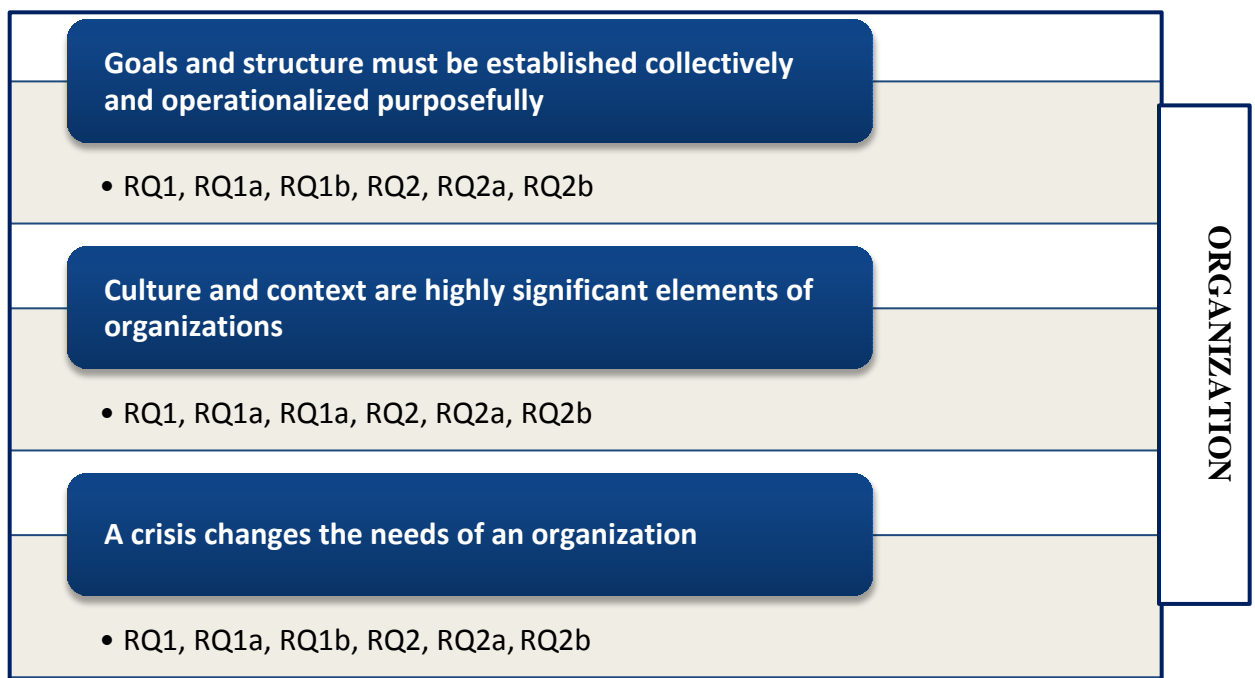 Goals and structure must be established collectively
and operationalized purposefully
• RQ1, RQ1a, RQ1b, RQ2, RQ2a, RQ2b
Culture and context are highly significant elements of
organizations
• RQ1, RQ1a, RQ1a, RQ2, RQ2a, RQ2b
A crisis changes the needs of an organization
• RQ1, RQ1a, RQ1b, RQ2, RQ2a, RQ2b
ORGANIZATION